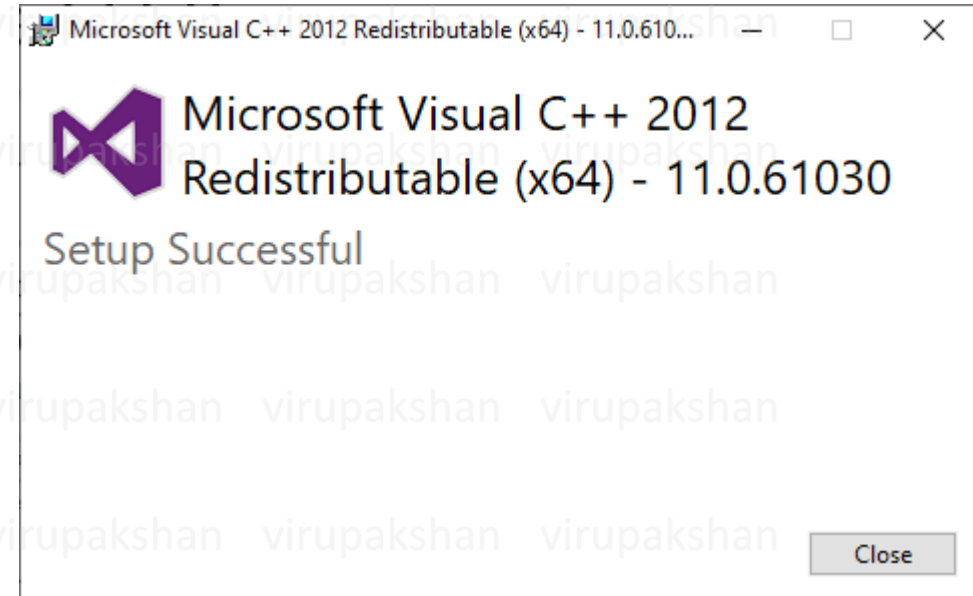 Microsoft Visual C++ 2012 Redistributable (x64) - 11.0.610...
Microsoft Visual C++ 2012
Redistributable (x64) - 11.0.61030
virupakshan virupakshan virupakshan
Setup Successful
virupakshan virupakshan virupakshan
virupakshan virupakshan virupakshan
virupakshan virupakshan virupakshan
Close